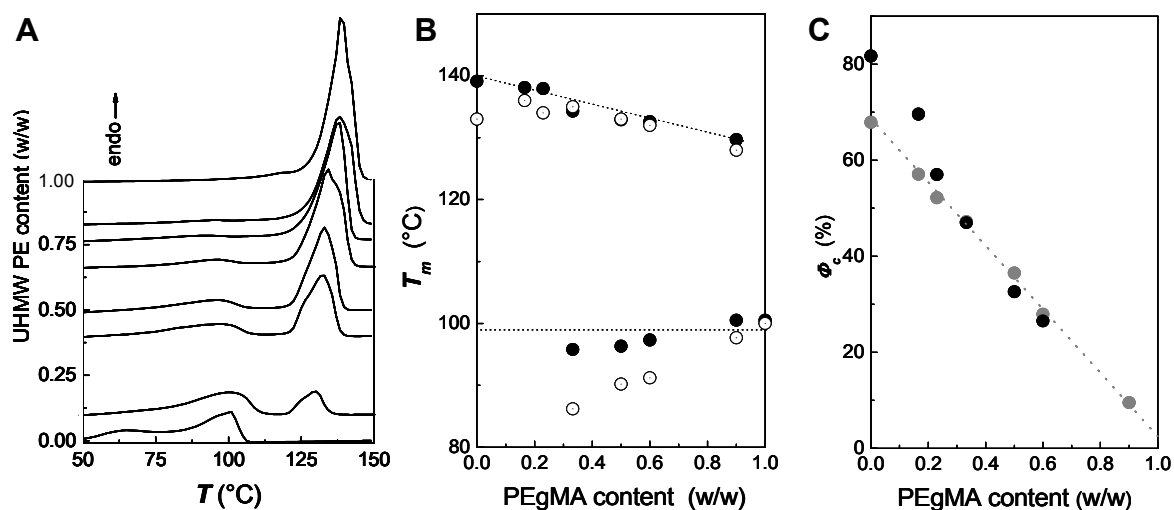 A
endo
UHMW PE content (w/w)
1.00
0.75
0.50
0.25
0.00
50 75 100 125 150
T (°C)
B
140
120
100
80
T_m (°C)
0.0 0.2 0.4 0.6 0.8 1.0
PEgMA content (w/w)
C
80
60
40
20
0
Φ_c (%)
0.0 0.2 0.4 0.6 0.8 1.0
PEgMA content (w/w)